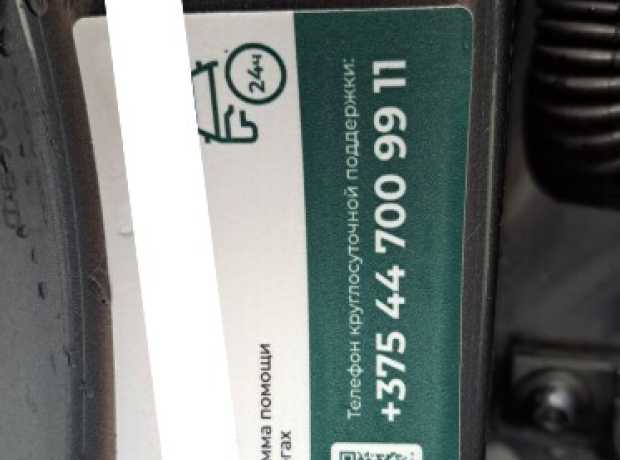 24ч
мма помощи
гах
Телефон круглосуточной поддержки:
+375 44 700 99 11